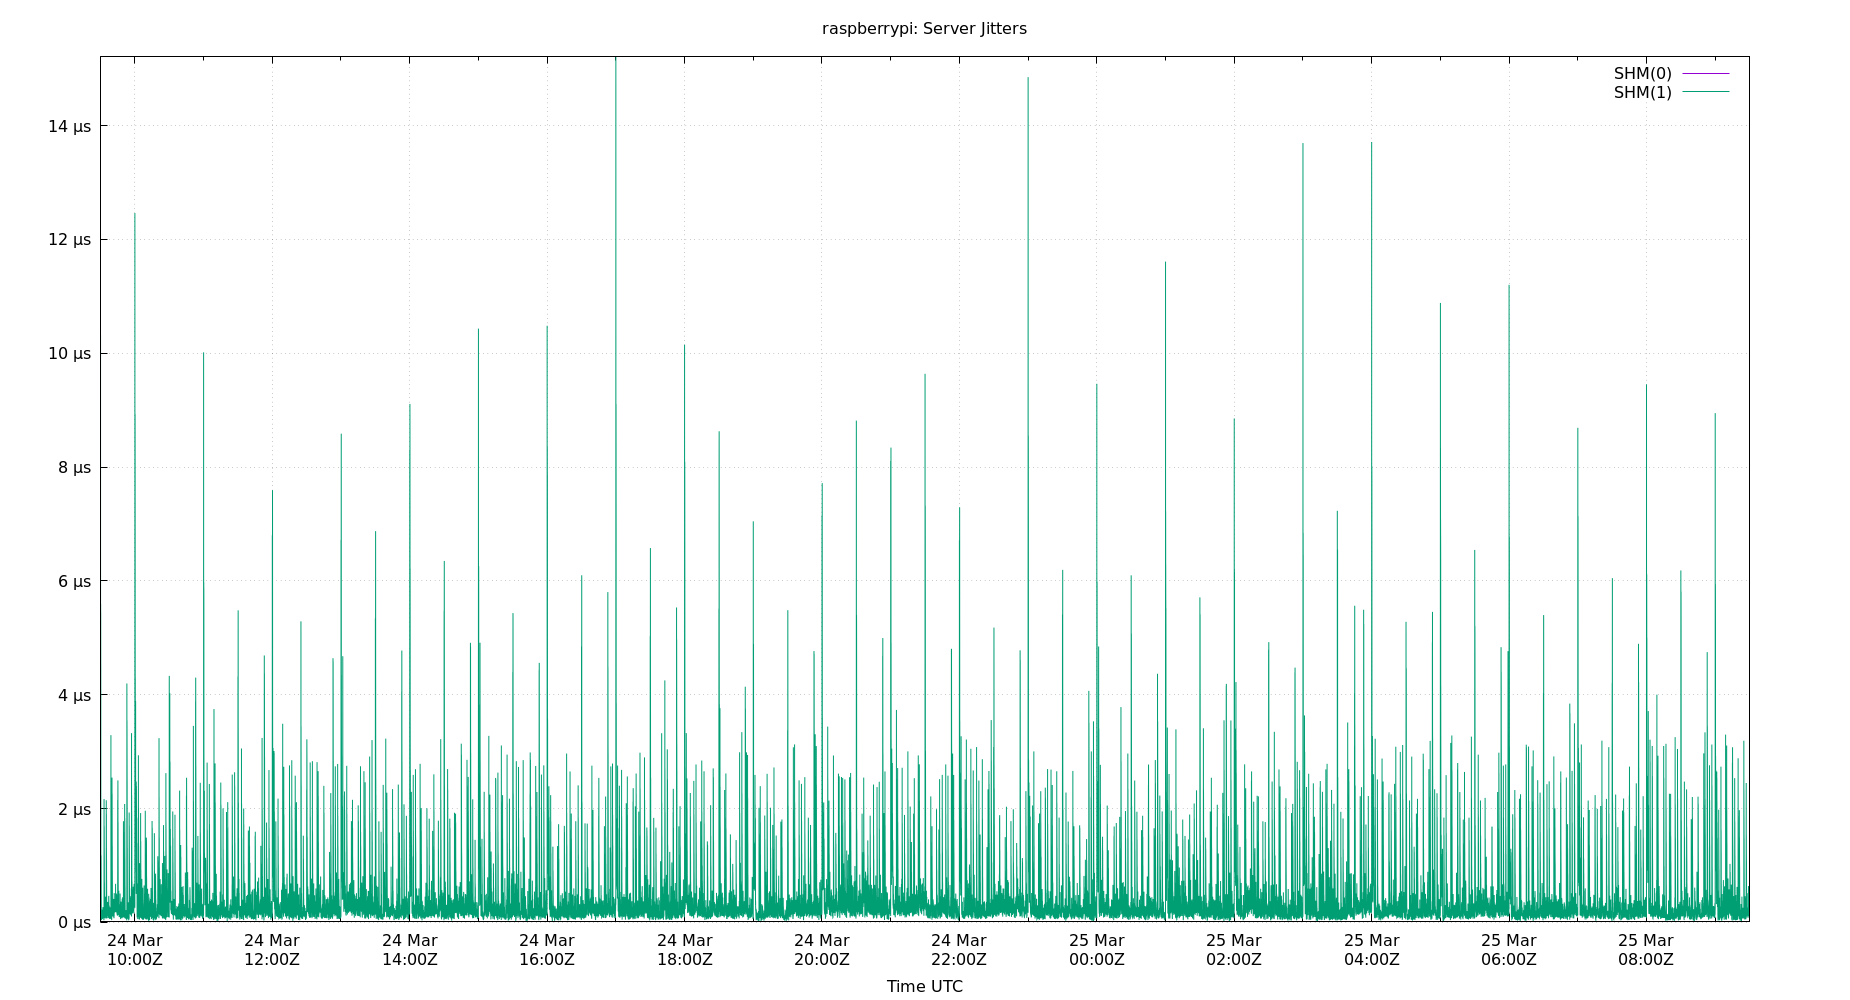 raspberrypi: Server Jitters
SHM(0)
SHM(1)
14 µs
12 µs
10 µs
8 µs
6 µs
4 µs
2 µs
0 µs
24 Mar 24 Mar 24 Mar 24 Mar 24 Mar 24 Mar 24 Mar 25 Mar 25 Mar 25 Mar 25 Mar 25 Mar
10:00Z 12:00Z 14:00Z 16:00Z 18:00Z 20:00Z 22:00Z 00:00Z 02:00Z 04:00Z 06:00Z 08:00Z
Time UTC